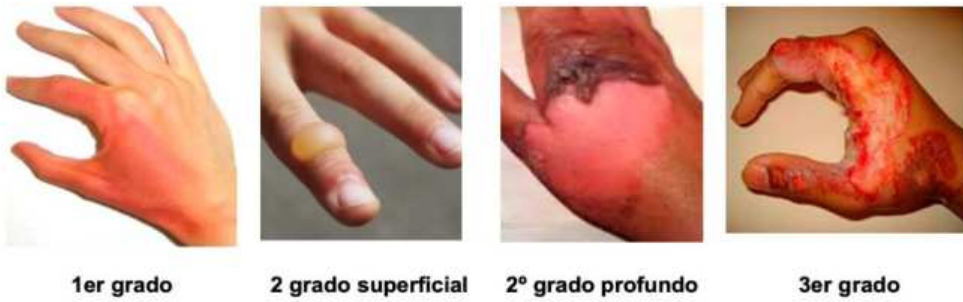 1er grado
2 grado superficial
2º grado profundo
3er grado